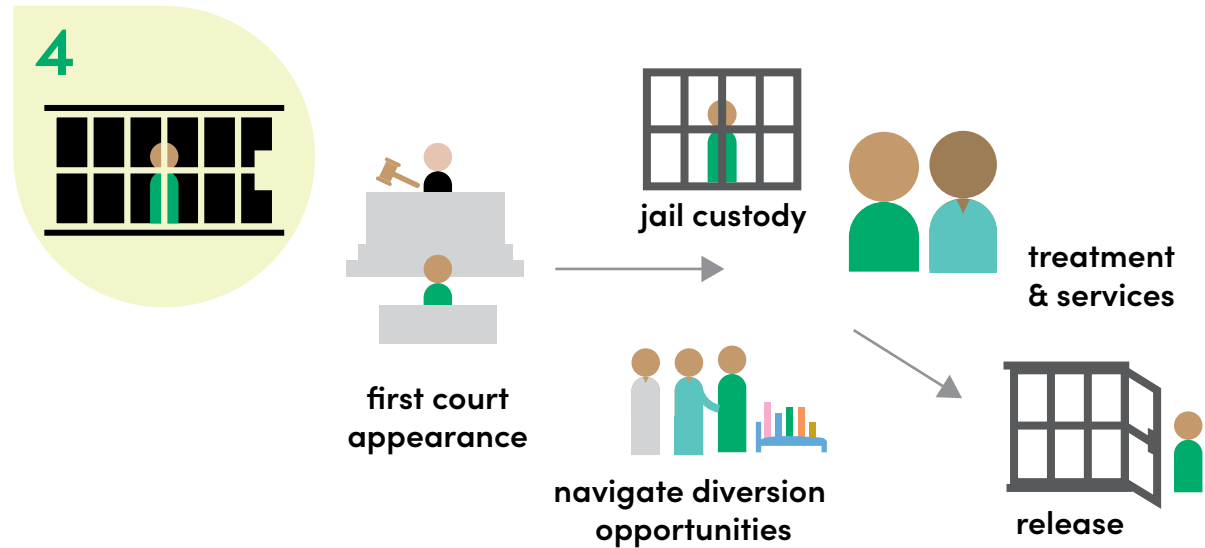 4
first court
appearance
jail custody
navigate diversion
opportunities
treatment
& services
release